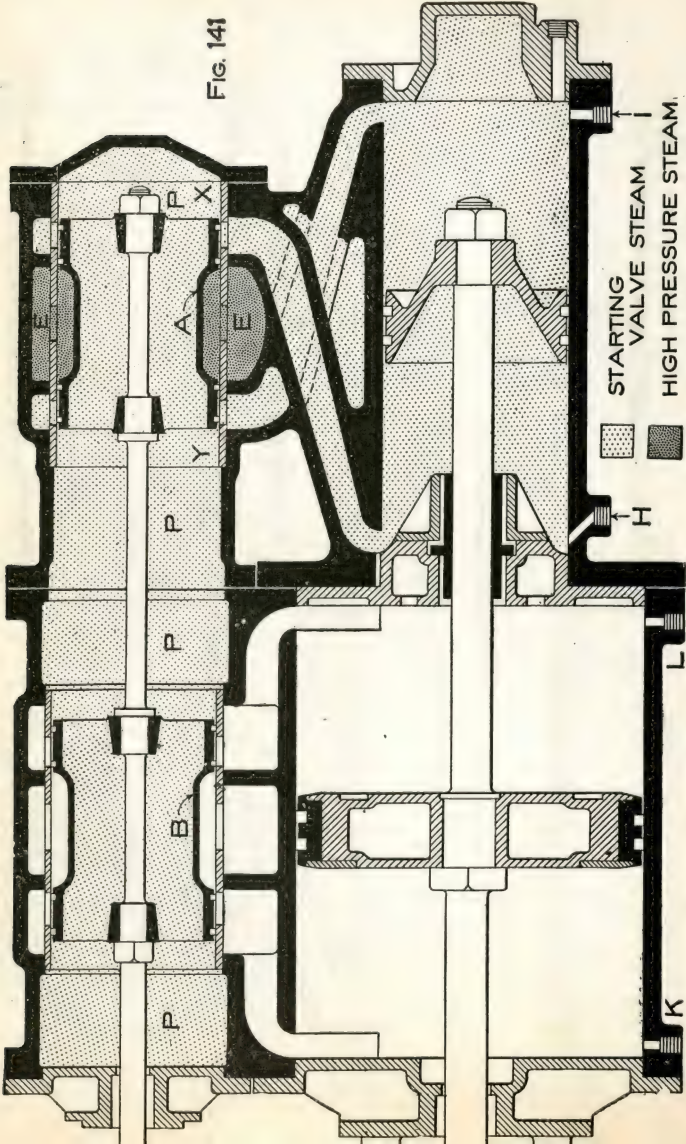 FIG. 141
E
P
X
A
E
Y
P
P
B
P
STARTING
VALVE STEAM
HIGH PRESSURE STEAM.
I
H
L
K